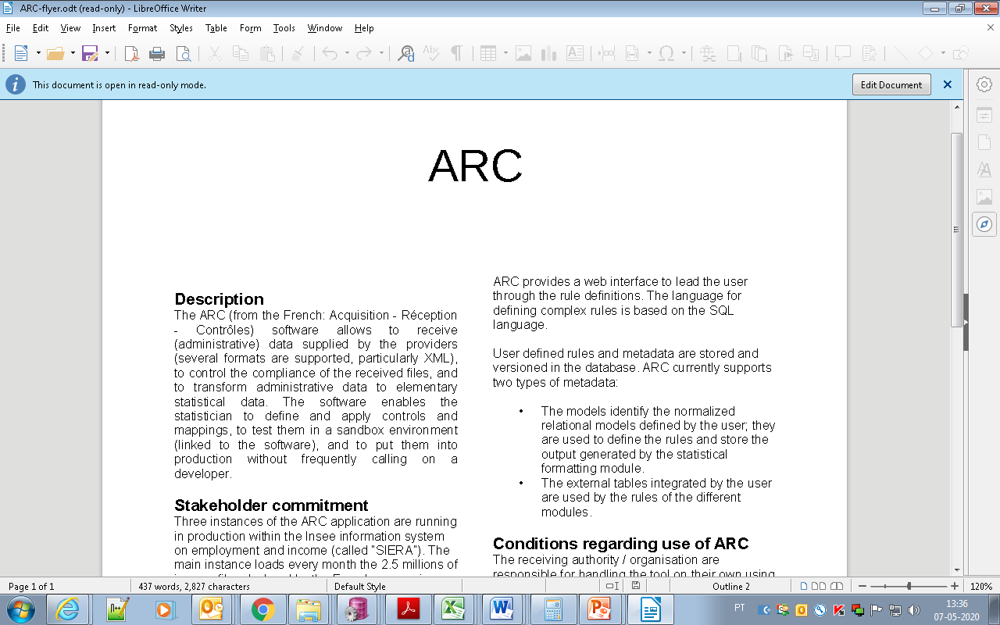 ARC-flyer.odt (read-only) - LibreOffice Writer
File Edit View Insert Format Styles Table Form Tools Window Help
This document is open in read-only mode.
Edit Document
ARC
Description
The ARC (from the French: Acquisition - Réception
- Contrôles) software allows to receive
(administrative) data supplied by the providers
(several formats are supported, particularly XML),
to control the compliance of the received files, and
to transform administrative data to elementary
statistical data. The software enables the
statistician to define and apply controls and
mappings, to test them in a sandbox environment
(linked to the software), and to put them into
production without frequently calling on a
developer.
Stakeholder commitment
Three instances of the ARC application are running
in production within the Insee information system
on employment and income (called “SIERA”). The
main instance loads every month the 2.5 millions of
ARC provides a web interface to lead the user
through the rule definitions. The language for
defining complex rules is based on the SQL
language.
User defined rules and metadata are stored and
versioned in the database. ARC currently supports
two types of metadata:
• The models identify the normalized
relational models defined by the user; they
are used to define the rules and store the
output generated by the statistical
formatting module.
• The external tables integrated by the user
are used by the rules of the different
modules.
Conditions regarding use of ARC
The receiving authority / organisation are
responsible for handling the tool on their own using
Page 1 of 1
437 words, 2,827 characters
Default Style
Outline 2
120%
PT
13:36
07-05-2020